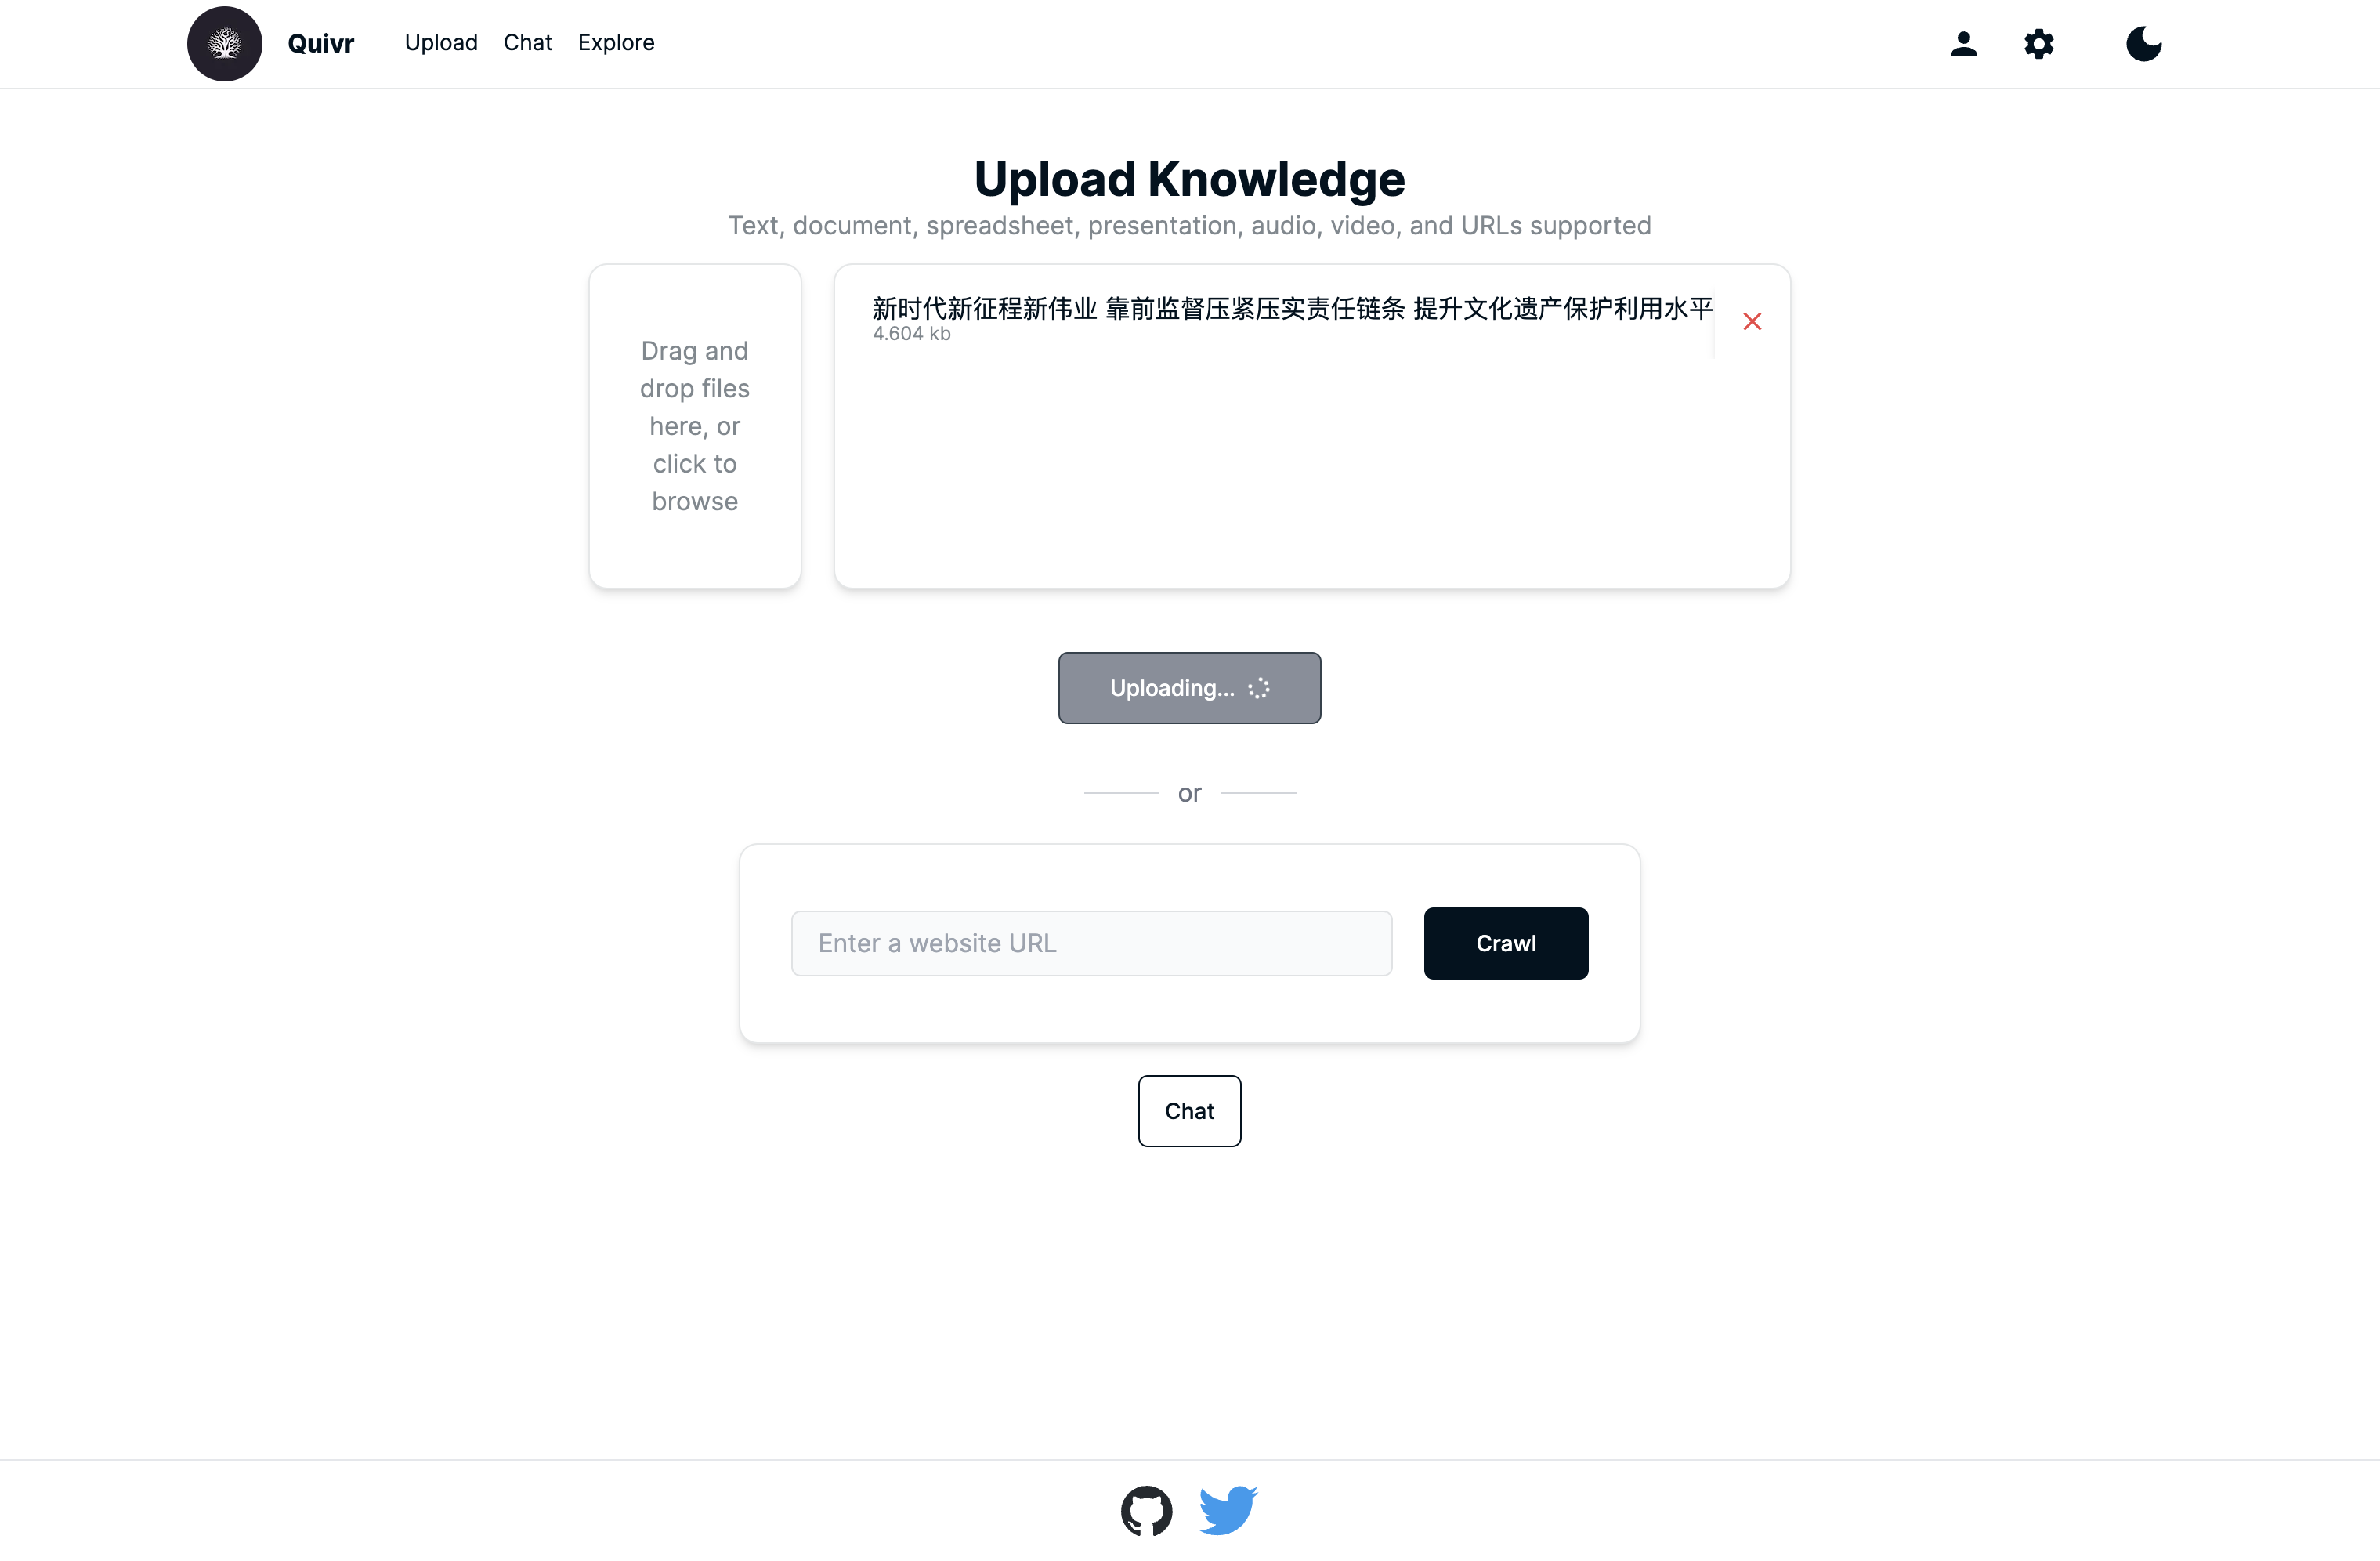 Quivr
Upload
Chat
Explore
Upload Knowledge
Text, document, spreadsheet, presentation, audio, video, and URLs supported
Drag and
drop files
here, or
click to
browse
新时代新征程新伟业 靠前监督压紧压实责任链条 提升文化遗产保护利用水平
4.604 kb
Uploading...
or
Enter a website URL
Crawl
Chat